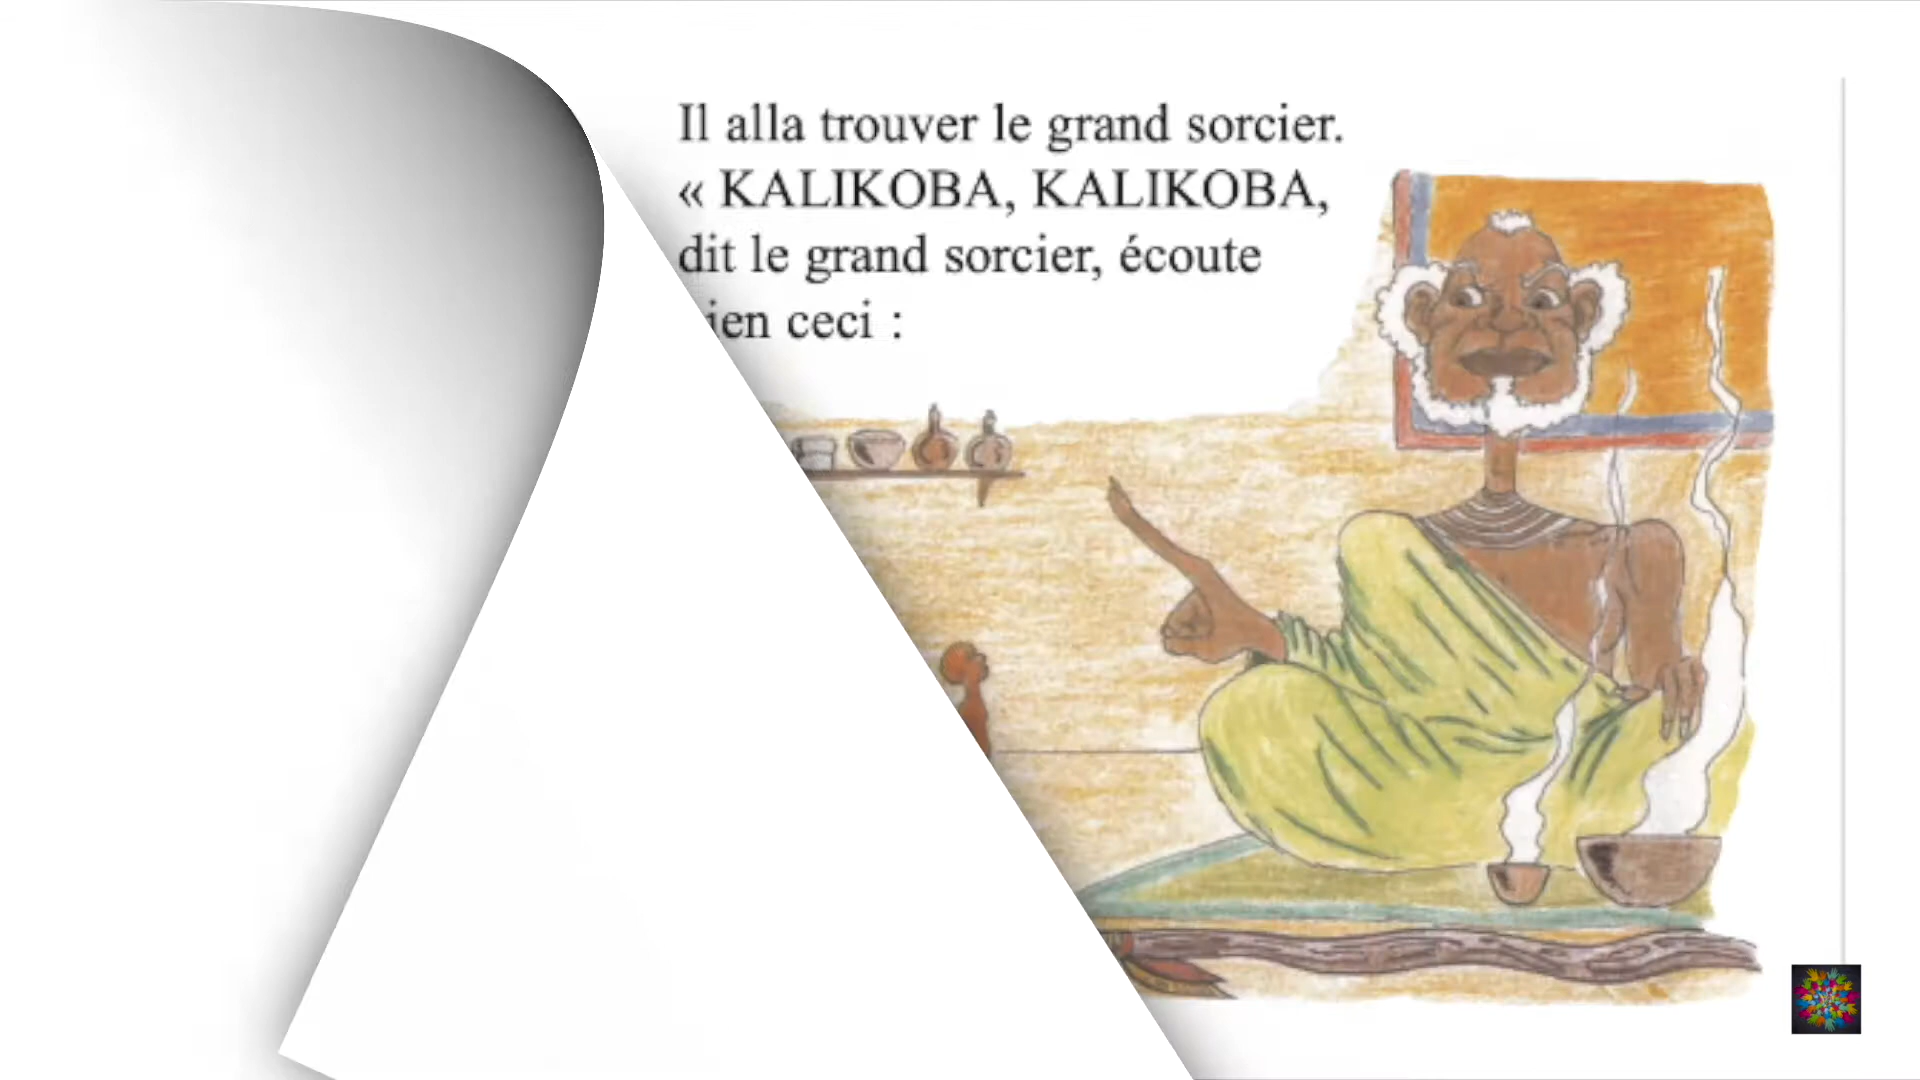 Il alla trouver le grand sorcier.
« KALIKOBA, KALIKOBA,
dit le grand sorcier, écoute
ceci :